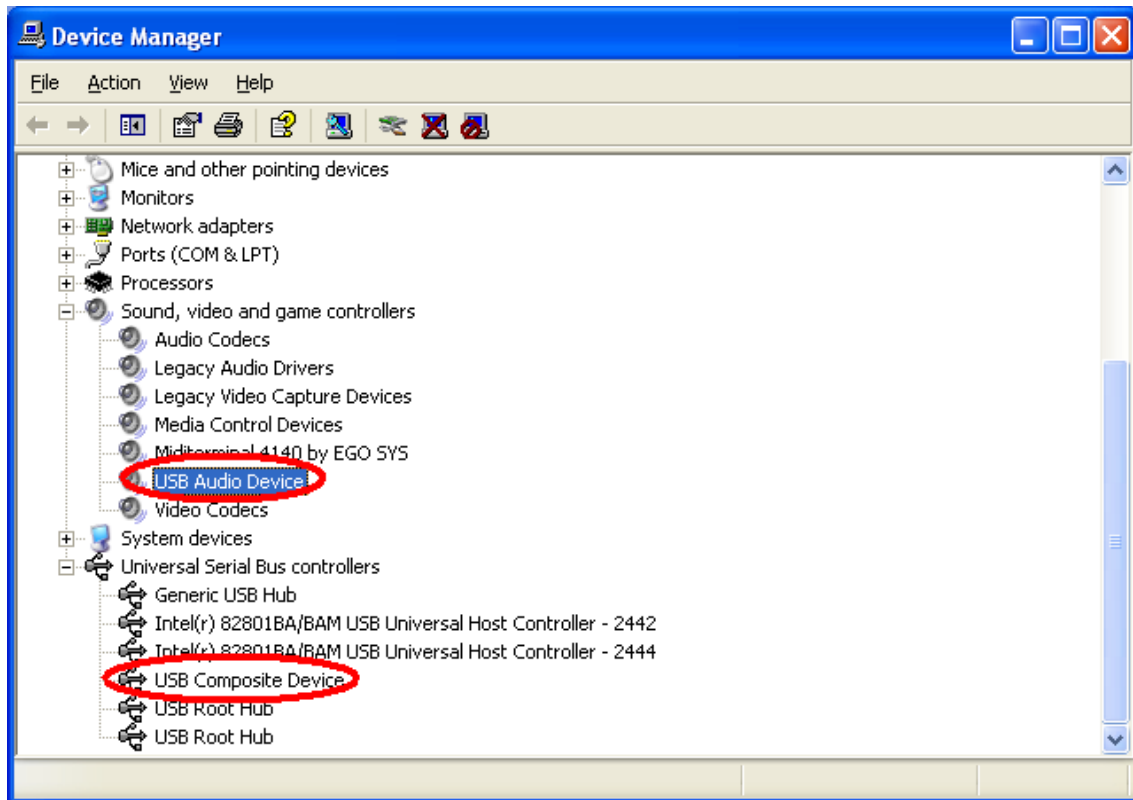 Device Manager
File Action View Help
Mice and other pointing devices
Monitors
Network adapters
Ports (COM & LPT)
Processors
Sound, video and game controllers
Audio Codecs
Legacy Audio Drivers
Legacy Video Capture Devices
Media Control Devices
Miditerminal 4140 by EGO SYS
USB Audio Device
Video Codecs
System devices
Universal Serial Bus controllers
Generic USB Hub
Intel(r) 82801BA/BAM USB Universal Host Controller - 2442
Intel(r) 82801BA/BAM USB Universal Host Controller - 2444
USB Composite Device
USB Root Hub
USB Root Hub